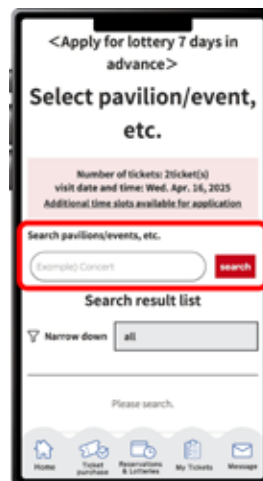 <Apply for lottery 7 days in
advance>
Select pavilion/event,
etc.
Number of tickets: 2ticket(s)
visit date and time: Wed. Apr. 16, 2025
Additional time slots available for application
Search pavilions/events, etc.
Example) Concert
search
Search result list
Narrow down
all
Please search.
Home
Ticket
purchase
Reservations
& Lotteries
My Tickets
Message